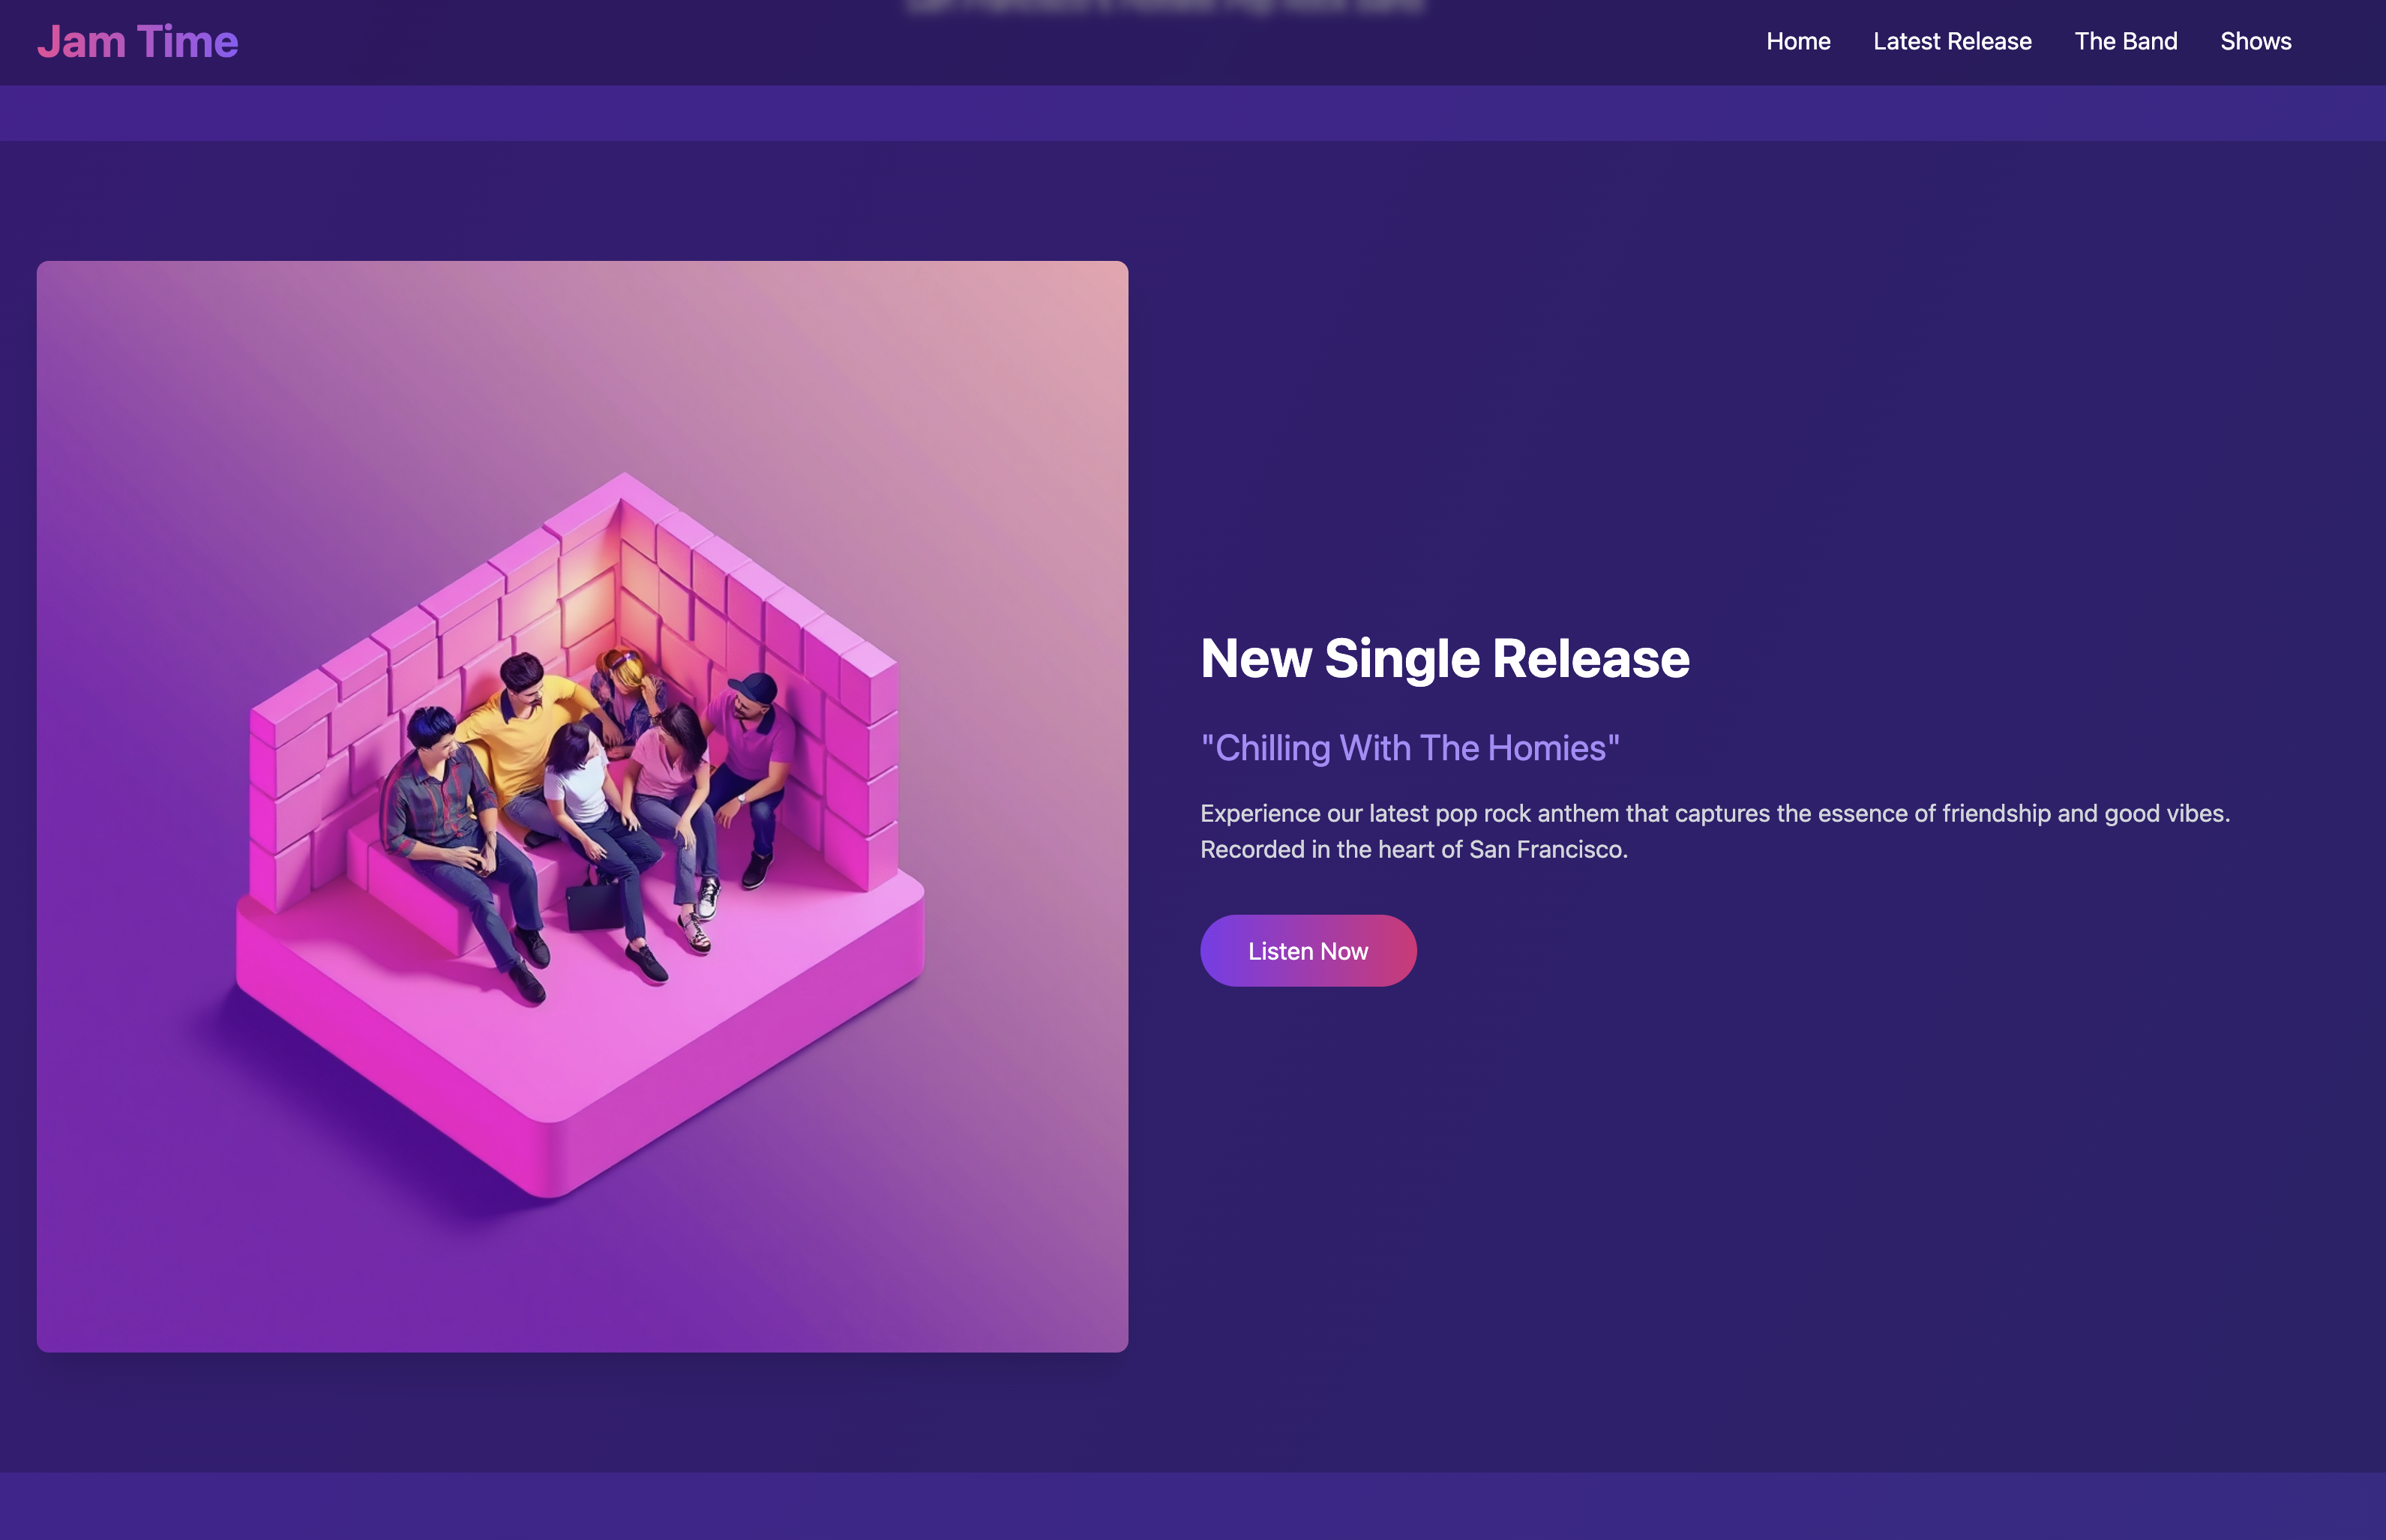 Jam Time
Home
Latest Release
The Band
Shows
New Single Release
"Chilling With The Homies"
Experience our latest pop rock anthem that captures the essence of friendship and good vibes.
Recorded in the heart of San Francisco.
Listen Now